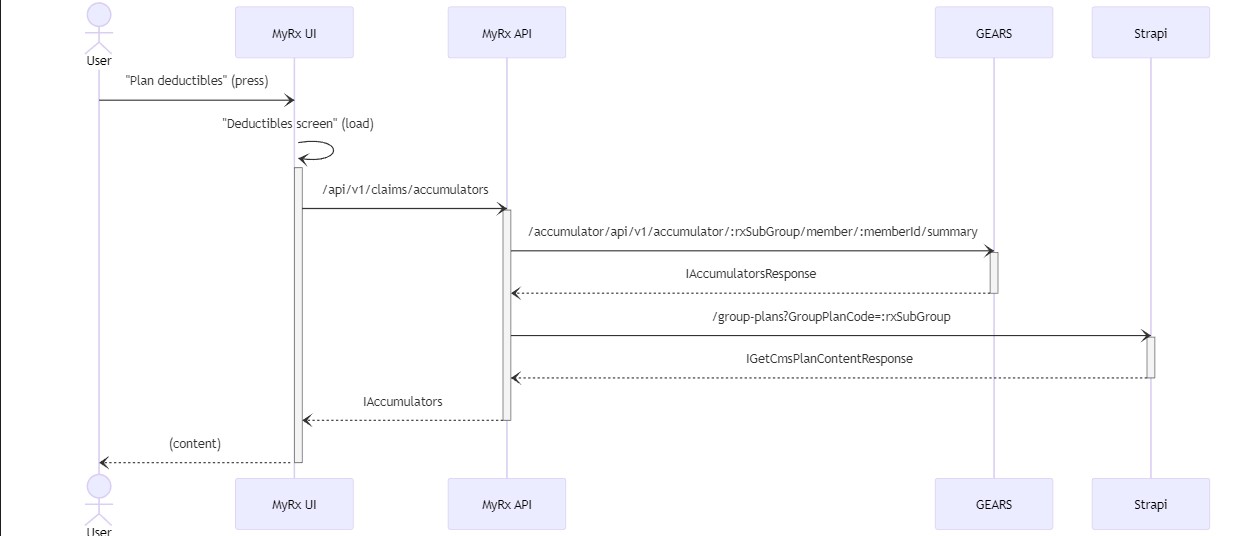 User
MyRx UI
MyRx API
GEARS
Strapi
"Plan deductibles" (press)
"Deductibles screen" (load)
/api/v1/claims/accumulators
/accumulator/api/v1/accumulator/:rxSubGroup/member/:memberId/summary
IAccumulatorsResponse
/group-plans?GroupPlanCode=:rxSubGroup
IGetCmsPlanContentResponse
IAccumulators
(content)
User
MyRx UI
MyRx API
GEARS
Strapi